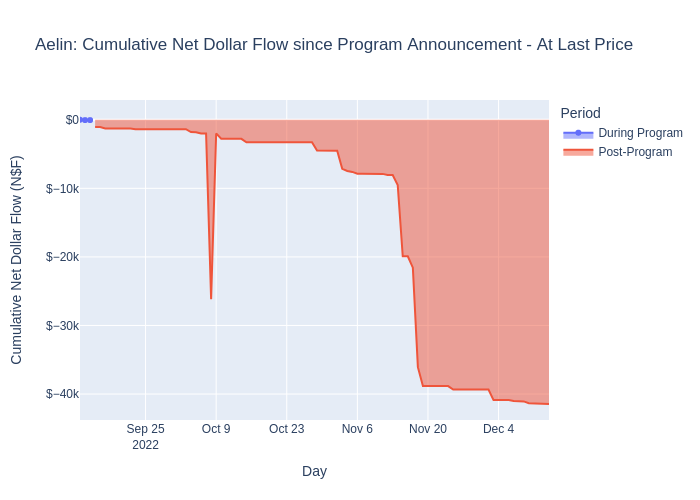 Aelin: Cumulative Net Dollar Flow since Program Announcement - At Last Price
Period
During Program
Post-Program
Cumulative Net Dollar Flow (N$F)
$0
$−10k
$−20k
$−30k
$−40k
Sep 25
2022
Oct 9
Oct 23
Nov 6
Nov 20
Dec 4
Day